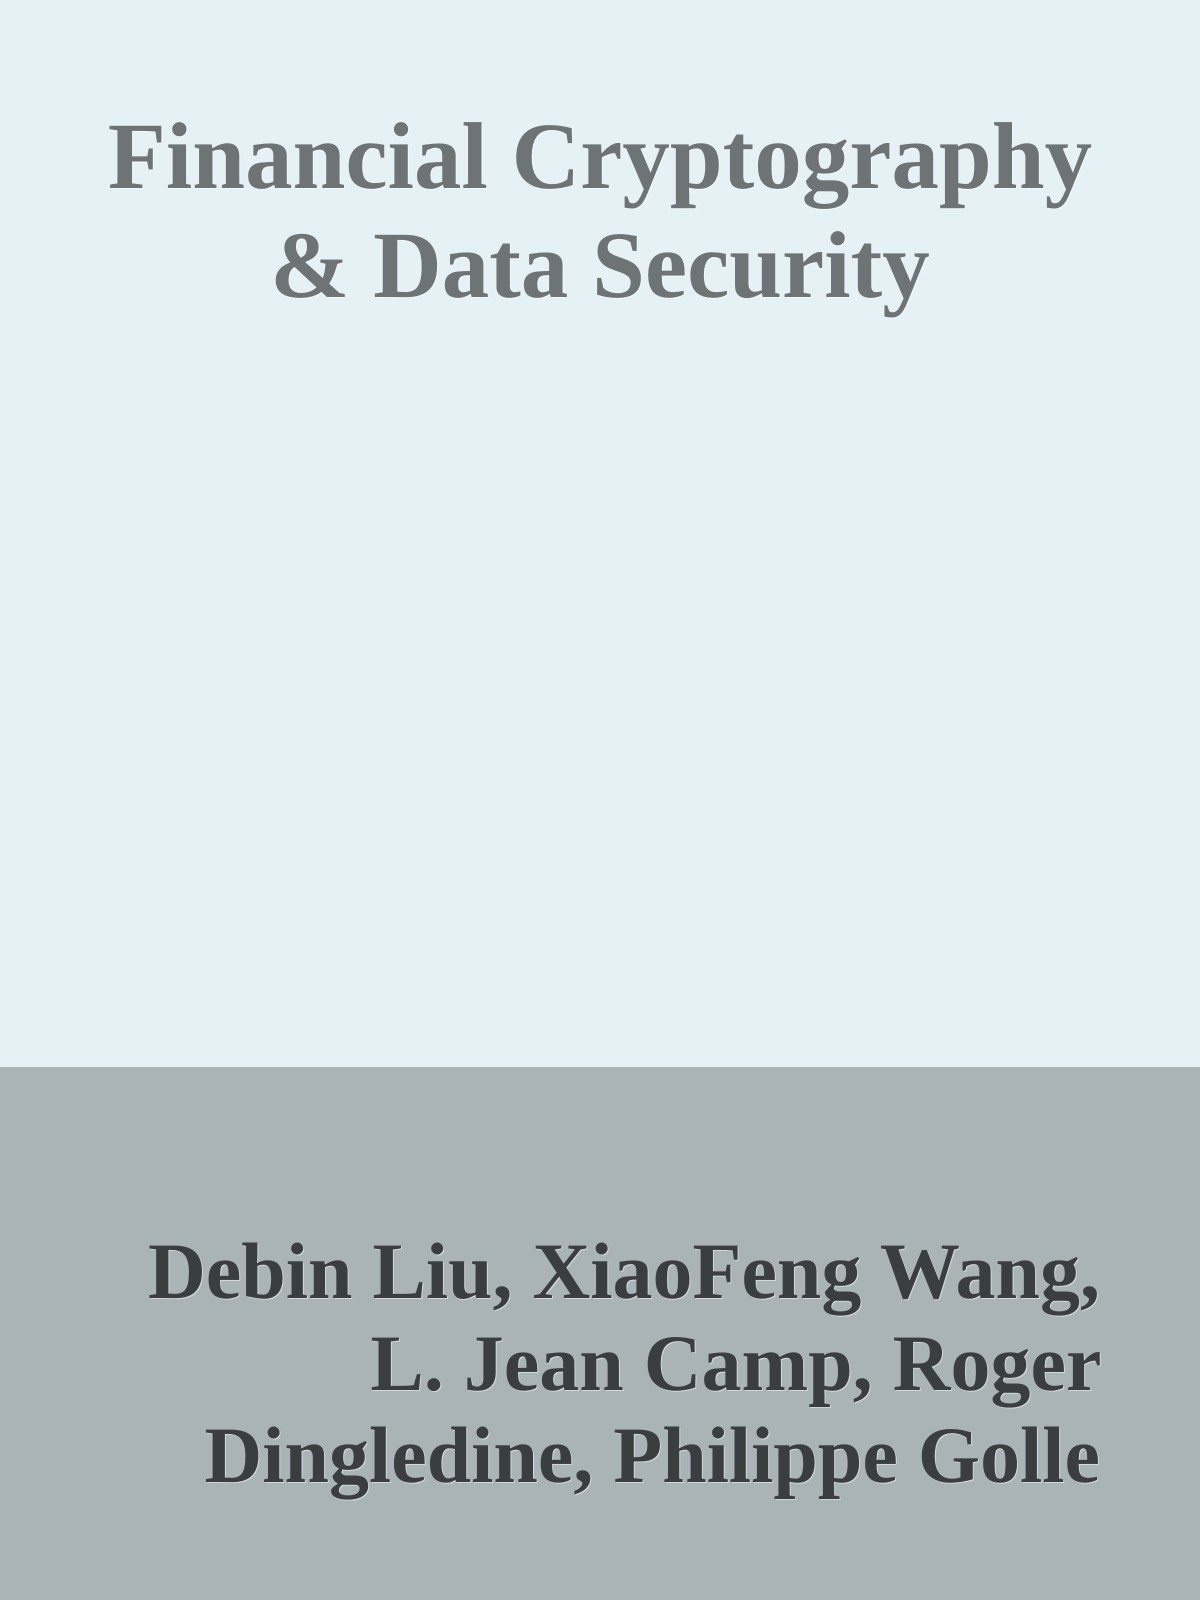 Financial Cryptography
& Data Security
Debin Liu, XiaoFeng Wang,
L. Jean Camp, Roger
Dingledine, Philippe Golle